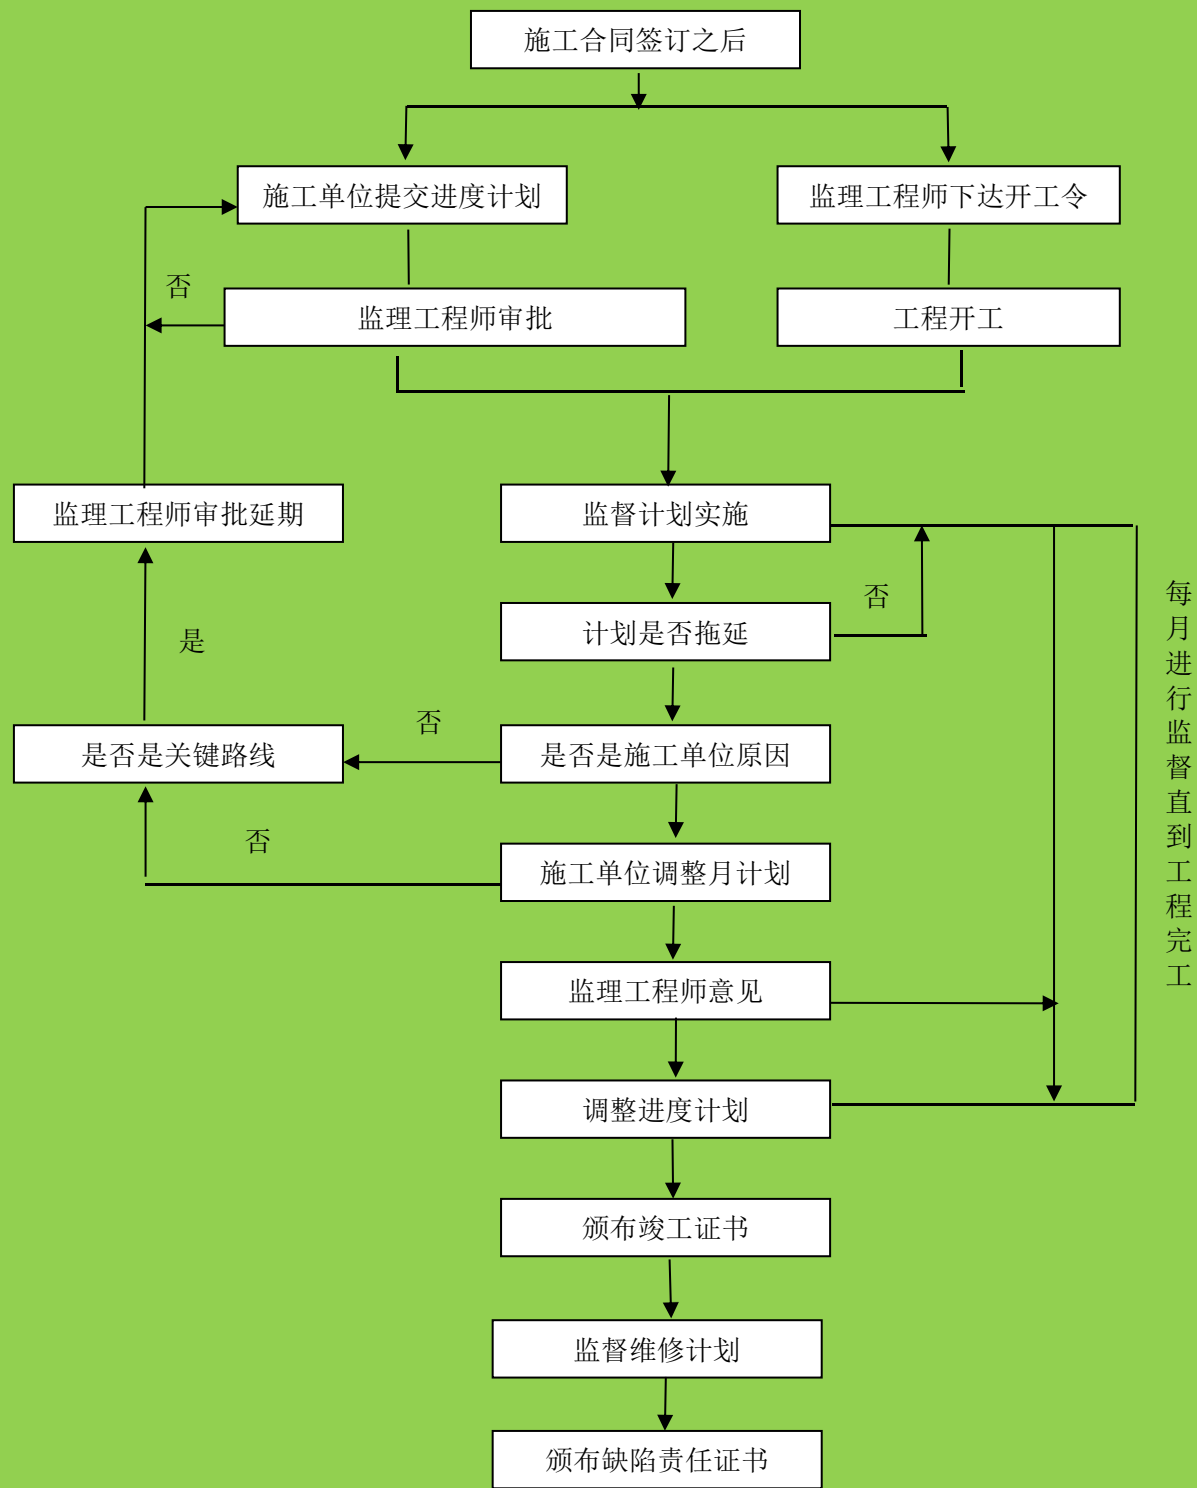 施工合同签订之后
施工单位提交进度计划
监理工程师下达开工令
否
监理工程师审批
工程开工
监理工程师审批延期
监督计划实施
否
计划是否拖延
是
否
是否是关键路线
是否是施工单位原因
否
施工单位调整月计划
每月进行监督直到工程完工
监理工程师意见
调整进度计划
颁布竣工证书
监督维修计划
颁布缺陷责任证书